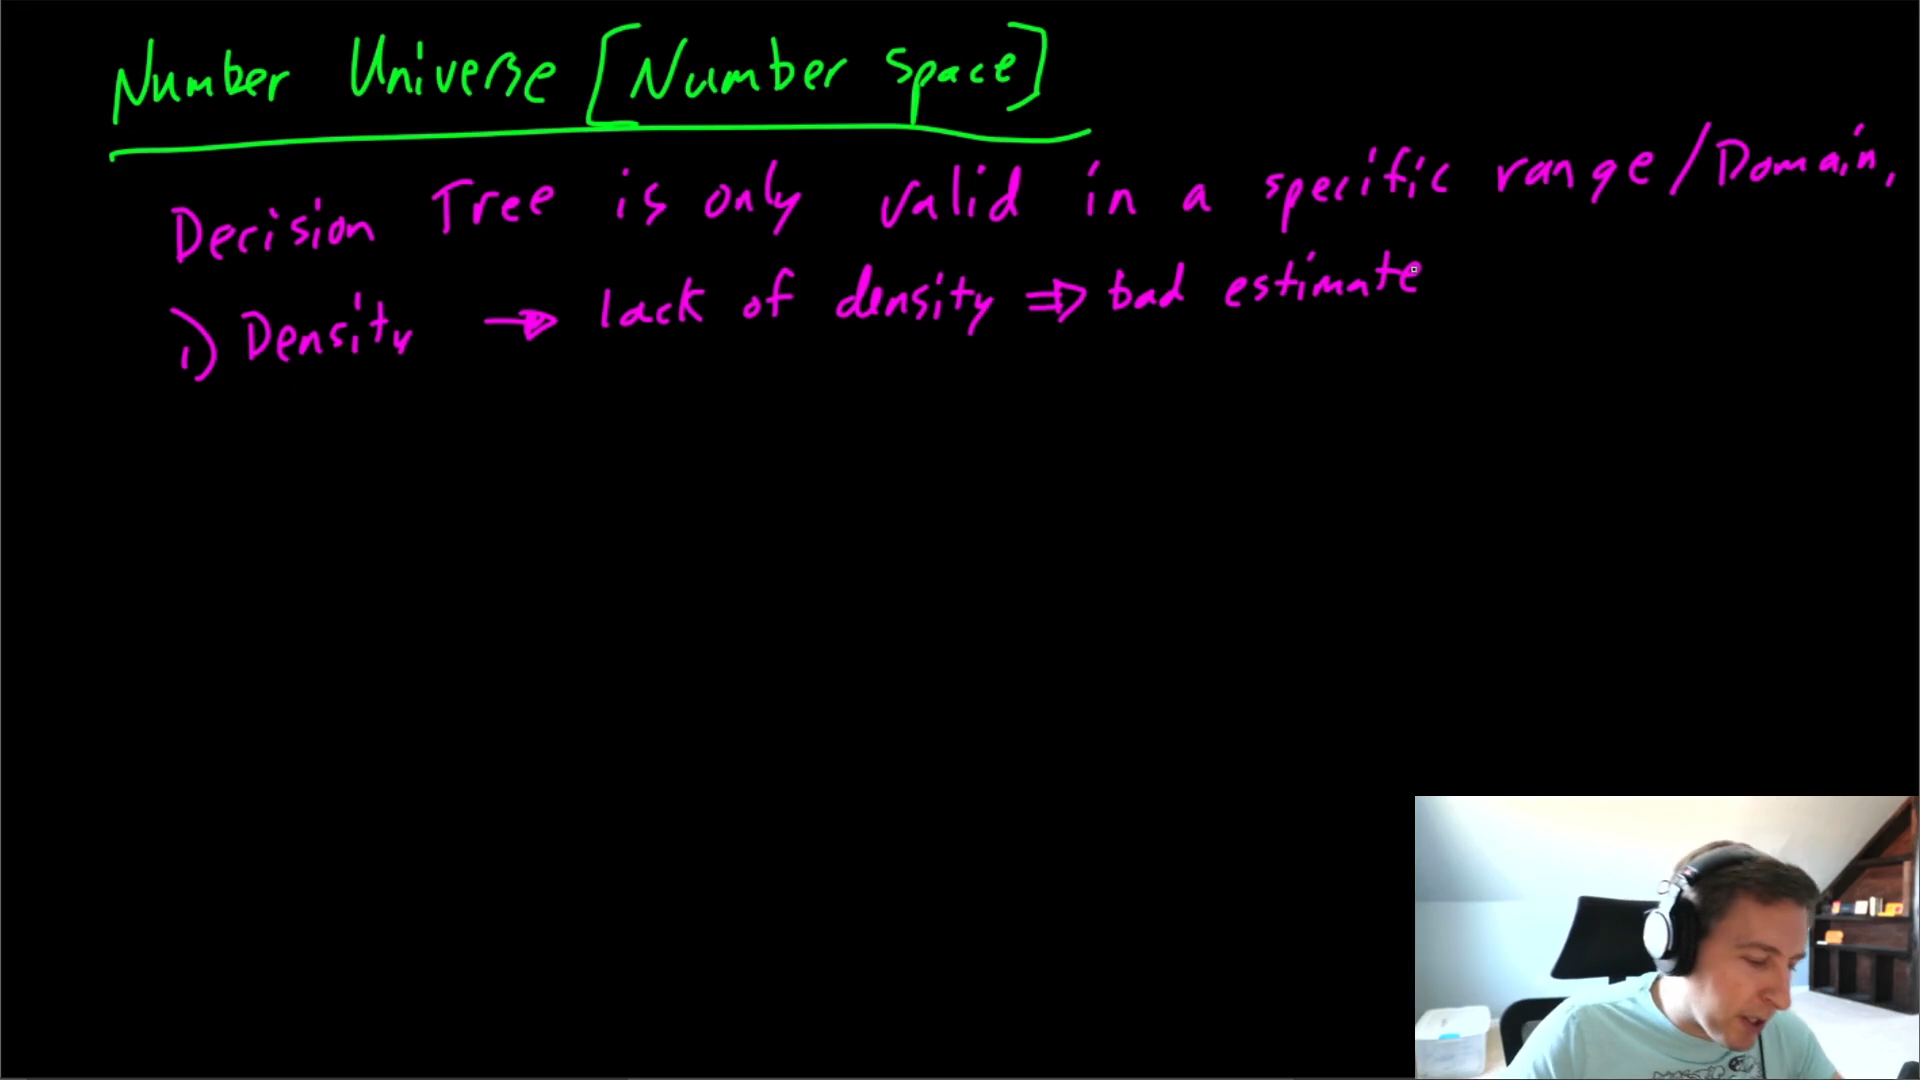 Number Universe [Number Space]
Decision Tree is only valid in a specific range/Domain.
1) Density → lack of density ⇒ bad estimate